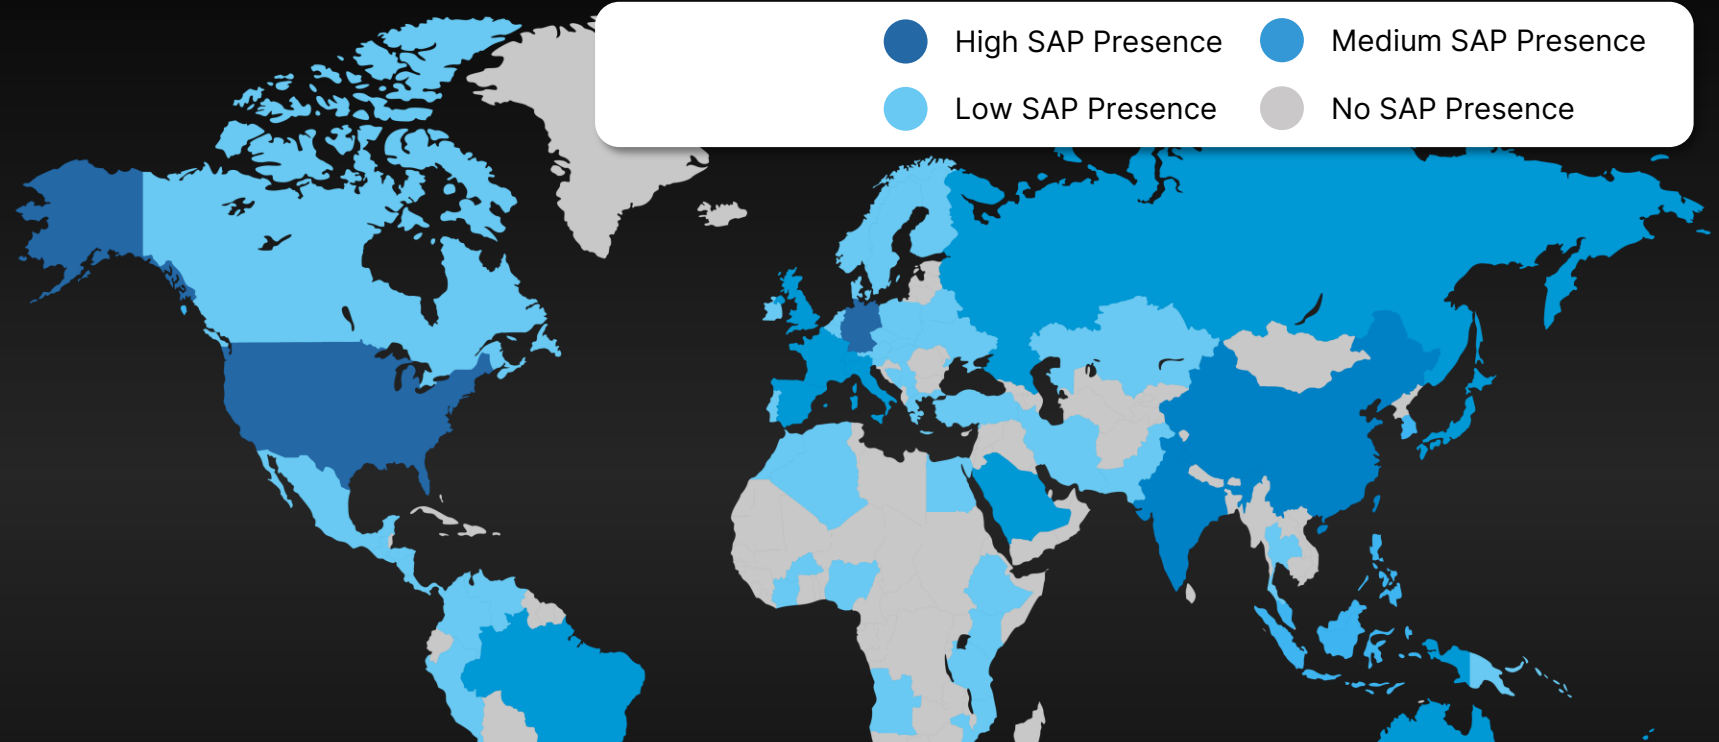 High SAP Presence
Medium SAP Presence
Low SAP Presence
No SAP Presence